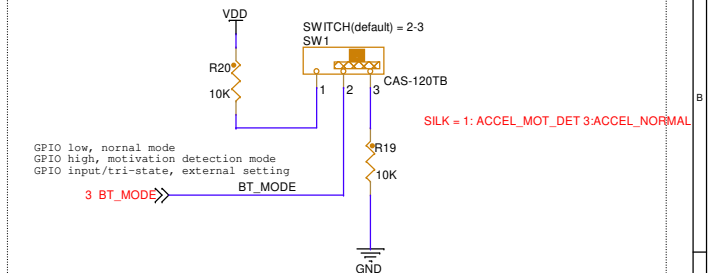 VDD
SWITCH(default) = 2-3
SW1
R20
10K
CAS-120TB
1 2 3
B
SILK = 1: ACCEL_MOT_DET 3:ACCEL_NORMAL
GPIO low, nornal mode
GPIO high, motivation detection mode
GPIO input/tri-state, external setting
R19
10K
3 BT_MODE
BT_MODE
GND